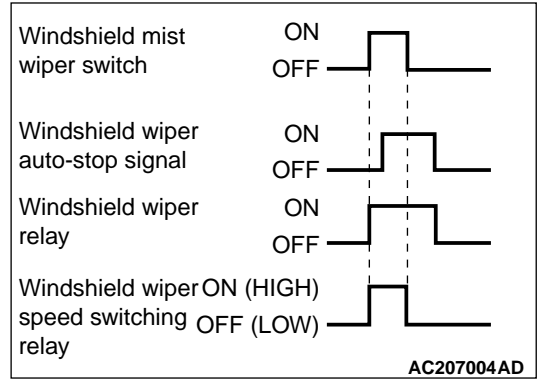 Windshield mist
wiper switch
ON
OFF
Windshield wiper
auto-stop signal
ON
OFF
Windshield wiper
relay
ON
OFF
Windshield wiper
speed switching
relay
ON (HIGH)
OFF (LOW)
AC207004AD